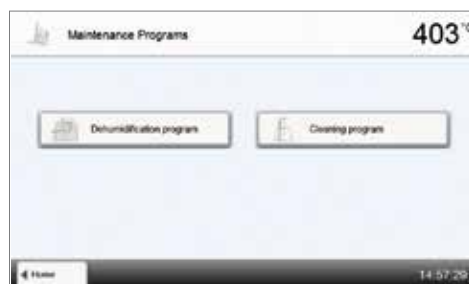 Maintenance Programs
403 °C
Dehumidification program
Cleaning program
Home
14:57:29